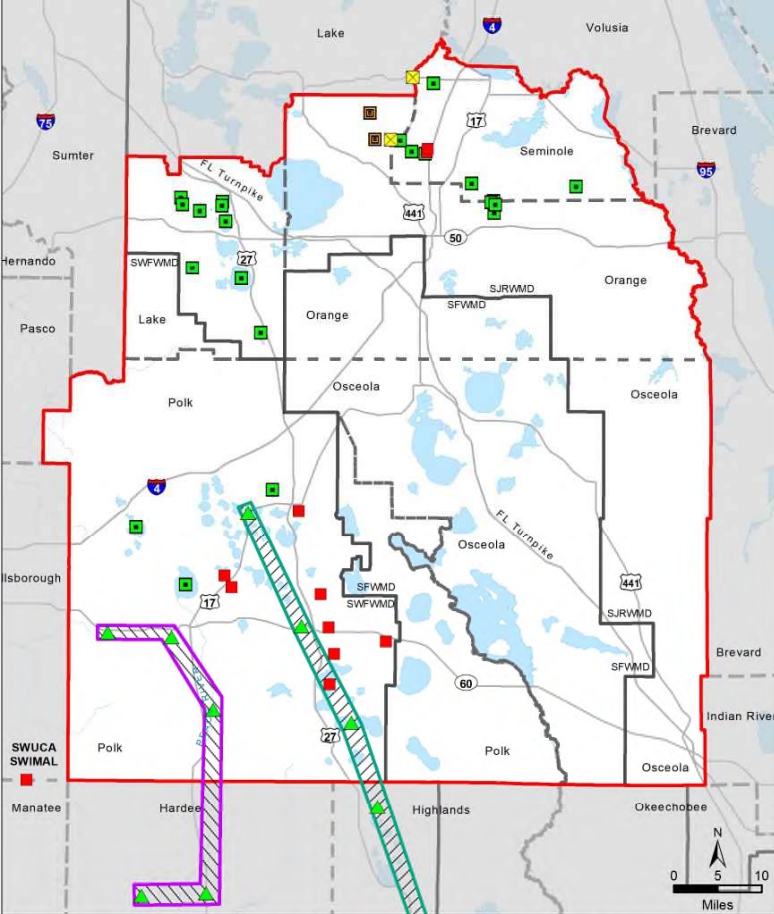 Lake
4
Volusia
75
17
Brevard
Sumter
Seminole
95
FL Turnpike
441
50
Hernando
SWFWMD
27
Orange
SJRWMD
SFWMD
Lake
Orange
Pasco
Osceola
Osceola
Polk
4
FL Turnpike
Osceola
llsborough
17
SFWMD
SWFWMD
441
SJRWMD
Brevard
SFWMD
60
Indian River
27
SWUCA
SWIMAL
Polk
Polk
Osceola
Manatee
Hardee
Highlands
Okeechobee
N
0 5 10
Miles